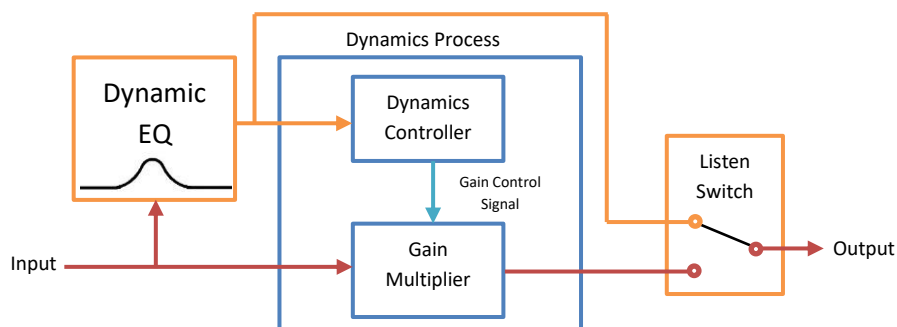 Dynamics Process
Dynamic
EQ
Dynamics
Controller
Listen
Switch
Gain Control
Signal
Input
Gain
Multiplier
Output